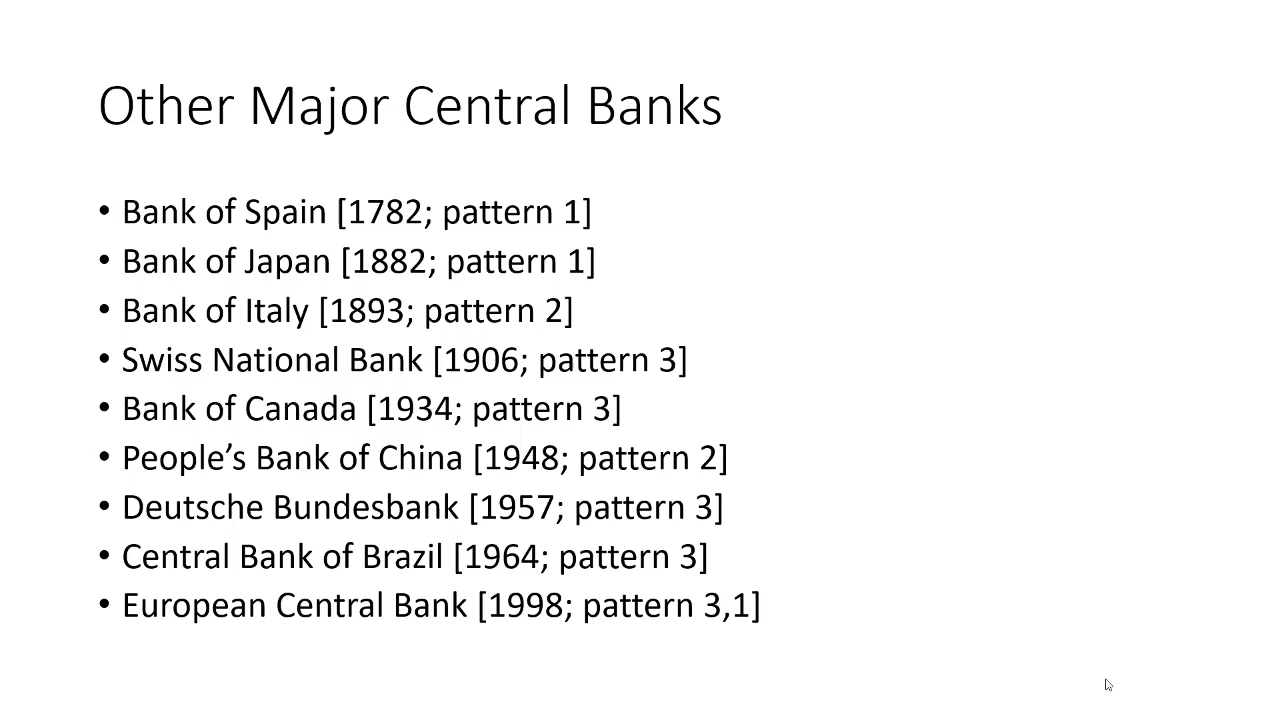 Other Major Central Banks
• Bank of Spain [1782; pattern 1]
• Bank of Japan [1882; pattern 1]
• Bank of Italy [1893; pattern 2]
• Swiss National Bank [1906; pattern 3]
• Bank of Canada [1934; pattern 3]
• People’s Bank of China [1948; pattern 2]
• Deutsche Bundesbank [1957; pattern 3]
• Central Bank of Brazil [1964; pattern 3]
• European Central Bank [1998; pattern 3,1]